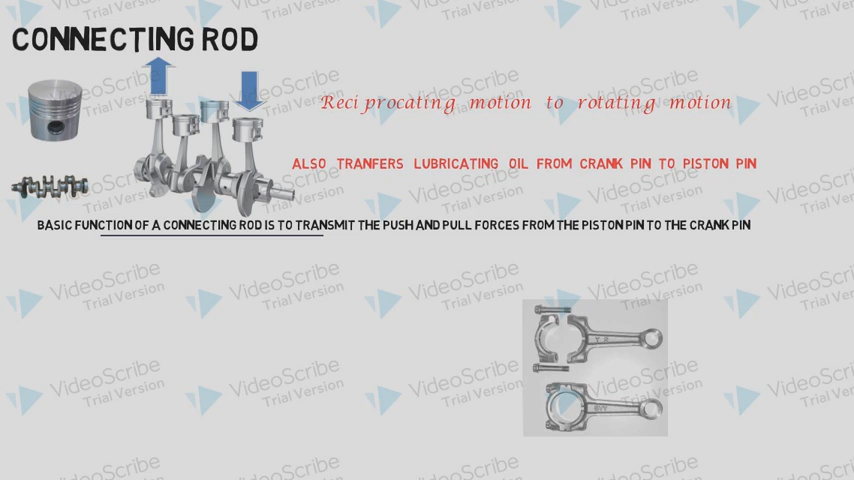 CONNECTING ROD
Reciprocating motion to rotating motion
ALSO TRANFERS LUBRICATING OIL FROM CRANK PIN TO PISTON PIN
BASIC FUNCTION OF A CONNECTING ROD IS TO TRANSMIT THE PUSH AND PULL FORCES FROM THE PISTON PIN TO THE CRANK PIN
VideoScribe
Trial Version